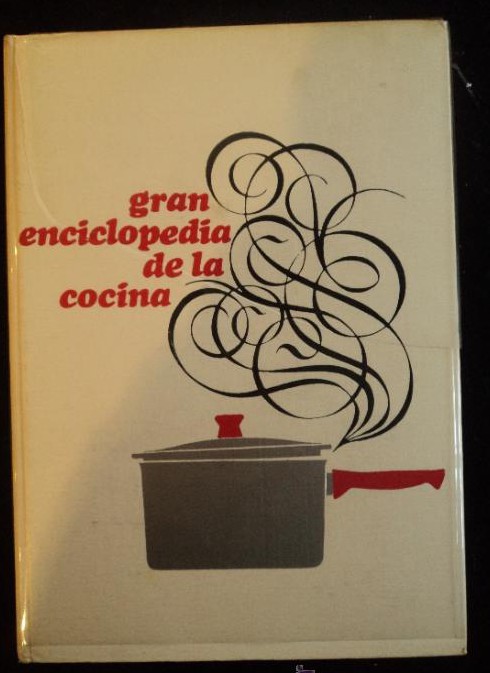 gran
enciclopedia
de la
cocina